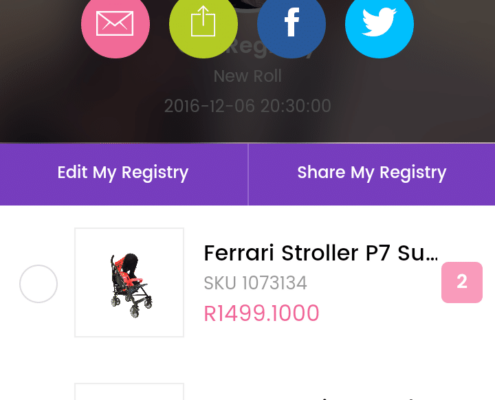 New Roll
2016-12-06 20:30:00
Edit My Registry
Share My Registry
Ferrari Stroller P7 Su...
SKU 1073134
2
R1499.1000